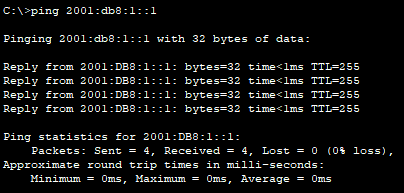 C:\>ping 2001:db8:1::1
Pinging 2001:db8:1::1 with 32 bytes of data:
Reply from 2001:DB8:1::1: bytes=32 time<1ms TTL=255
Reply from 2001:DB8:1::1: bytes=32 time<1ms TTL=255
Reply from 2001:DB8:1::1: bytes=32 time<1ms TTL=255
Reply from 2001:DB8:1::1: bytes=32 time<1ms TTL=255
Ping statistics for 2001:DB8:1::1:
Packets: Sent = 4, Received = 4, Lost = 0 (0% loss),
Approximate round trip times in milli-seconds:
Minimum = 0ms, Maximum = 0ms, Average = 0ms